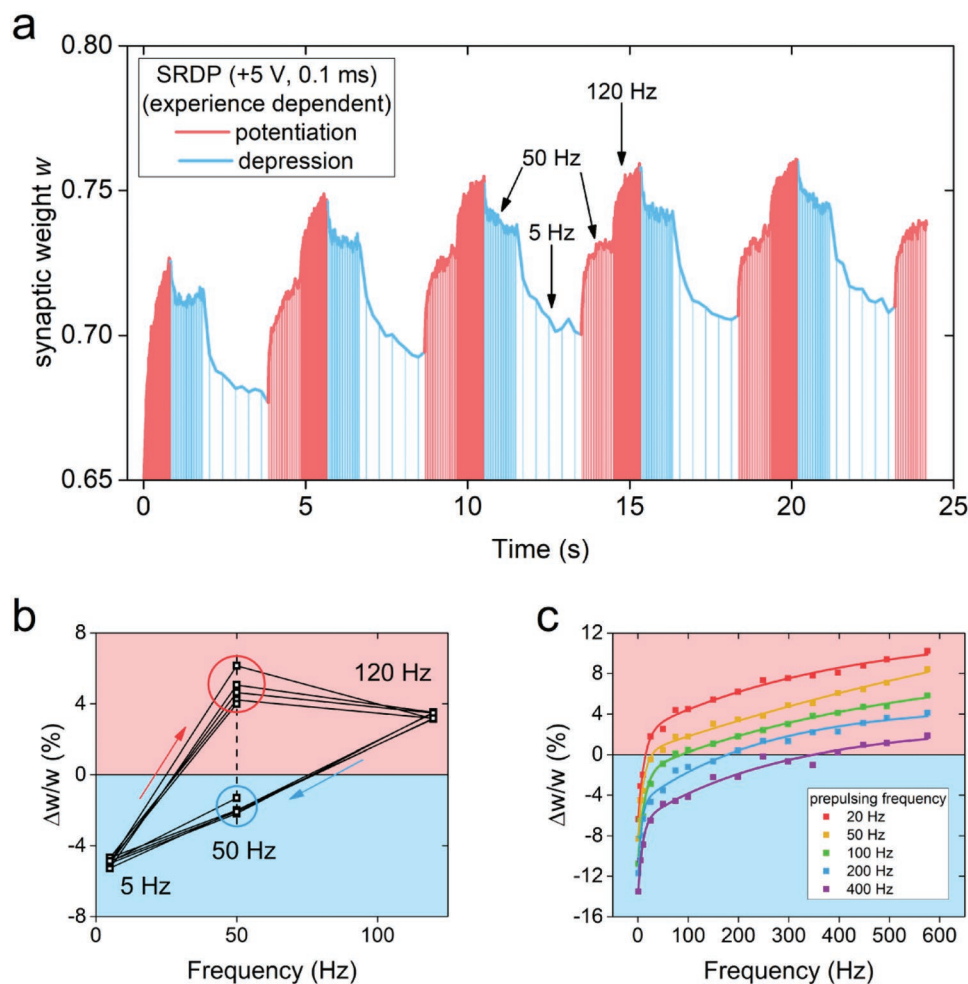 a
0.80
0.75
0.70
0.65
synaptic weight w
SRDP (+5 V, 0.1 ms)
(experience dependent)
potentiation
depression
120 Hz
50 Hz
5 Hz
0 5 10 15 20 25
Time (s)
b
8
4
0
-4
-8
Δw/w (%)
120 Hz
50 Hz
5 Hz
0 50 100
Frequency (Hz)
c
12
8
4
0
-4
-8
-12
-16
Δw/w (%)
prepulsing frequency
20 Hz
50 Hz
100 Hz
200 Hz
400 Hz
0 100 200 300 400 500 600
Frequency (Hz)